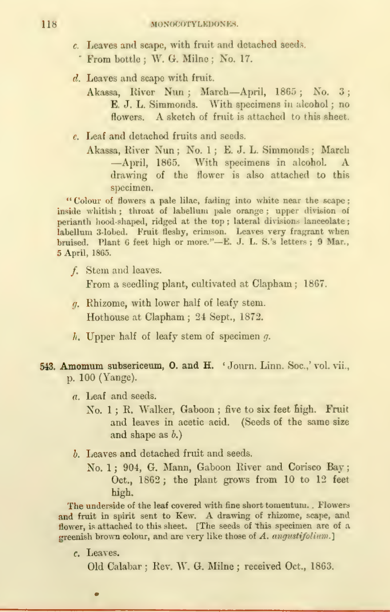 118 MONOCOTYLEDONES.
c. Leaves and scape, with fruit and detached seeds.
From bottle; W. G. Milne; No. 17.
d. Leaves and scape with fruit.
Akassa, River Nun; March—April, 1865; No. 3;
E. J. L. Simmonds. With specimens in alcohol; no
flowers. A sketch of fruit is attached to this sheet.
e. Leaf and detached fruits and seeds.
Akassa, River Nun; No. 1; E. J. L. Simmonds; March
—April, 1865. With specimens in alcohol. A
drawing of the flower is also attached to this
specimen.
"Colour of flowers a pale lilac, fading into white near the scape;
inside whitish; throat of labellum pale orange; upper division of
perianth hood-shaped, ridged at the top; lateral divisions lanceolate;
labellum 3-lobed. Fruit fleshy, crimson. Leaves very fragrant when
bruised. Plant 6 feet high or more."—E. J. L. S.'s letters; 9 Mar.,
5 April, 1865.
f. Stem and leaves.
From a seedling plant, cultivated at Clapham; 1867.
g. Rhizome, with lower half of leafy stem.
Hothouse at Clapham; 24 Sept., 1872.
h. Upper half of leafy stem of specimen g.
543. Amomum subsericeum, O. and H. 'Journ. Linn. Soc.,' vol. vii.,
p. 100 (Yange).
a. Leaf and seeds.
No. 1; R. Walker, Gaboon; five to six feet high. Fruit
and leaves in acetic acid. (Seeds of the same size
and shape as b.)
b. Leaves and detached fruit and seeds.
No. 1; 904, G. Mann, Gaboon River and Corisco Bay;
Oct., 1862; the plant grows from 10 to 12 feet
high.
The underside of the leaf covered with fine short tomentum. Flowers
and fruit in spirit sent to Kew. A drawing of rhizome, scape, and
flower, is attached to this sheet. [The seeds of this specimen are of a
greenish brown colour, and are very like those of A. angustifolium.]
c. Leaves.
Old Calabar; Rev. W. G. Milne; received Oct., 1863.